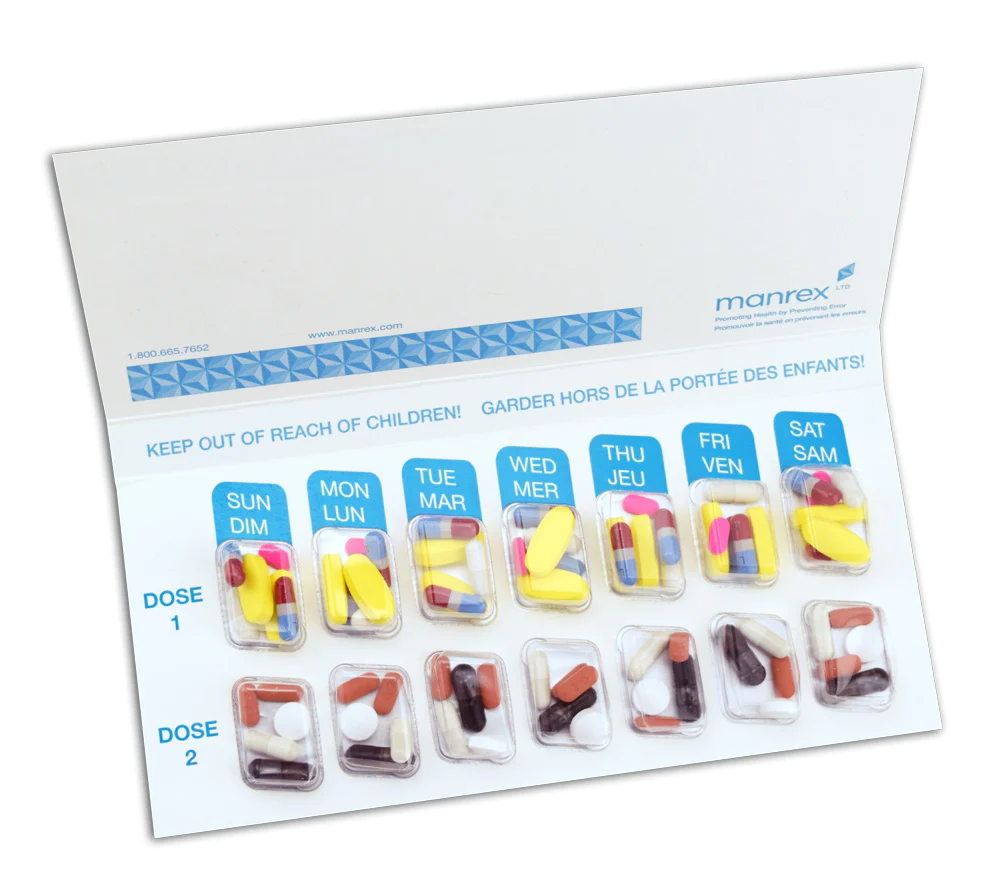 manrex
LTD
Promoting Health by Preventing Error
Promouvoir la santé en prévenant les erreurs
www.manrex.com
1.800.665.7652
KEEP OUT OF REACH OF CHILDREN! GARDER HORS DE LA PORTÉE DES ENFANTS!
SUN
DIM
MON
LUN
TUE
MAR
WED
MER
THU
JEU
FRI
VEN
SAT
SAM
DOSE
1
DOSE
2